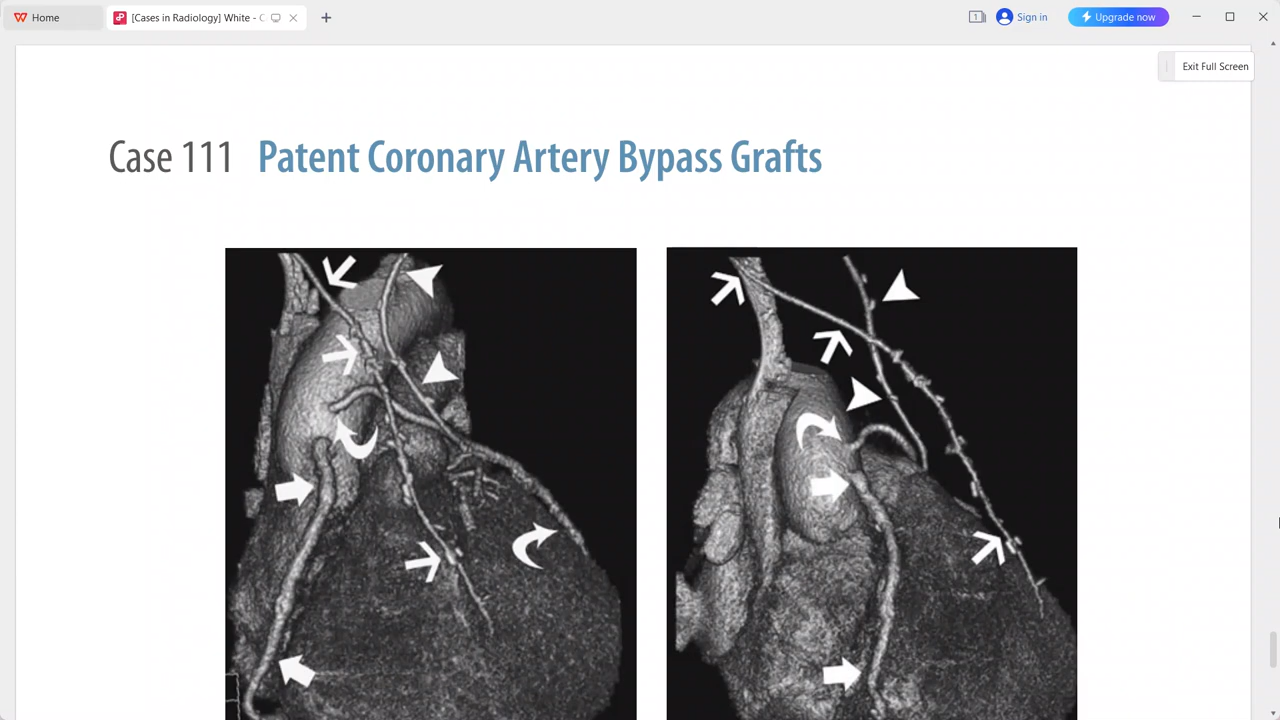 Home
[Cases in Radiology] White - C
1
Sign in
Upgrade now
Exit Full Screen
Case 111 Patent Coronary Artery Bypass Grafts